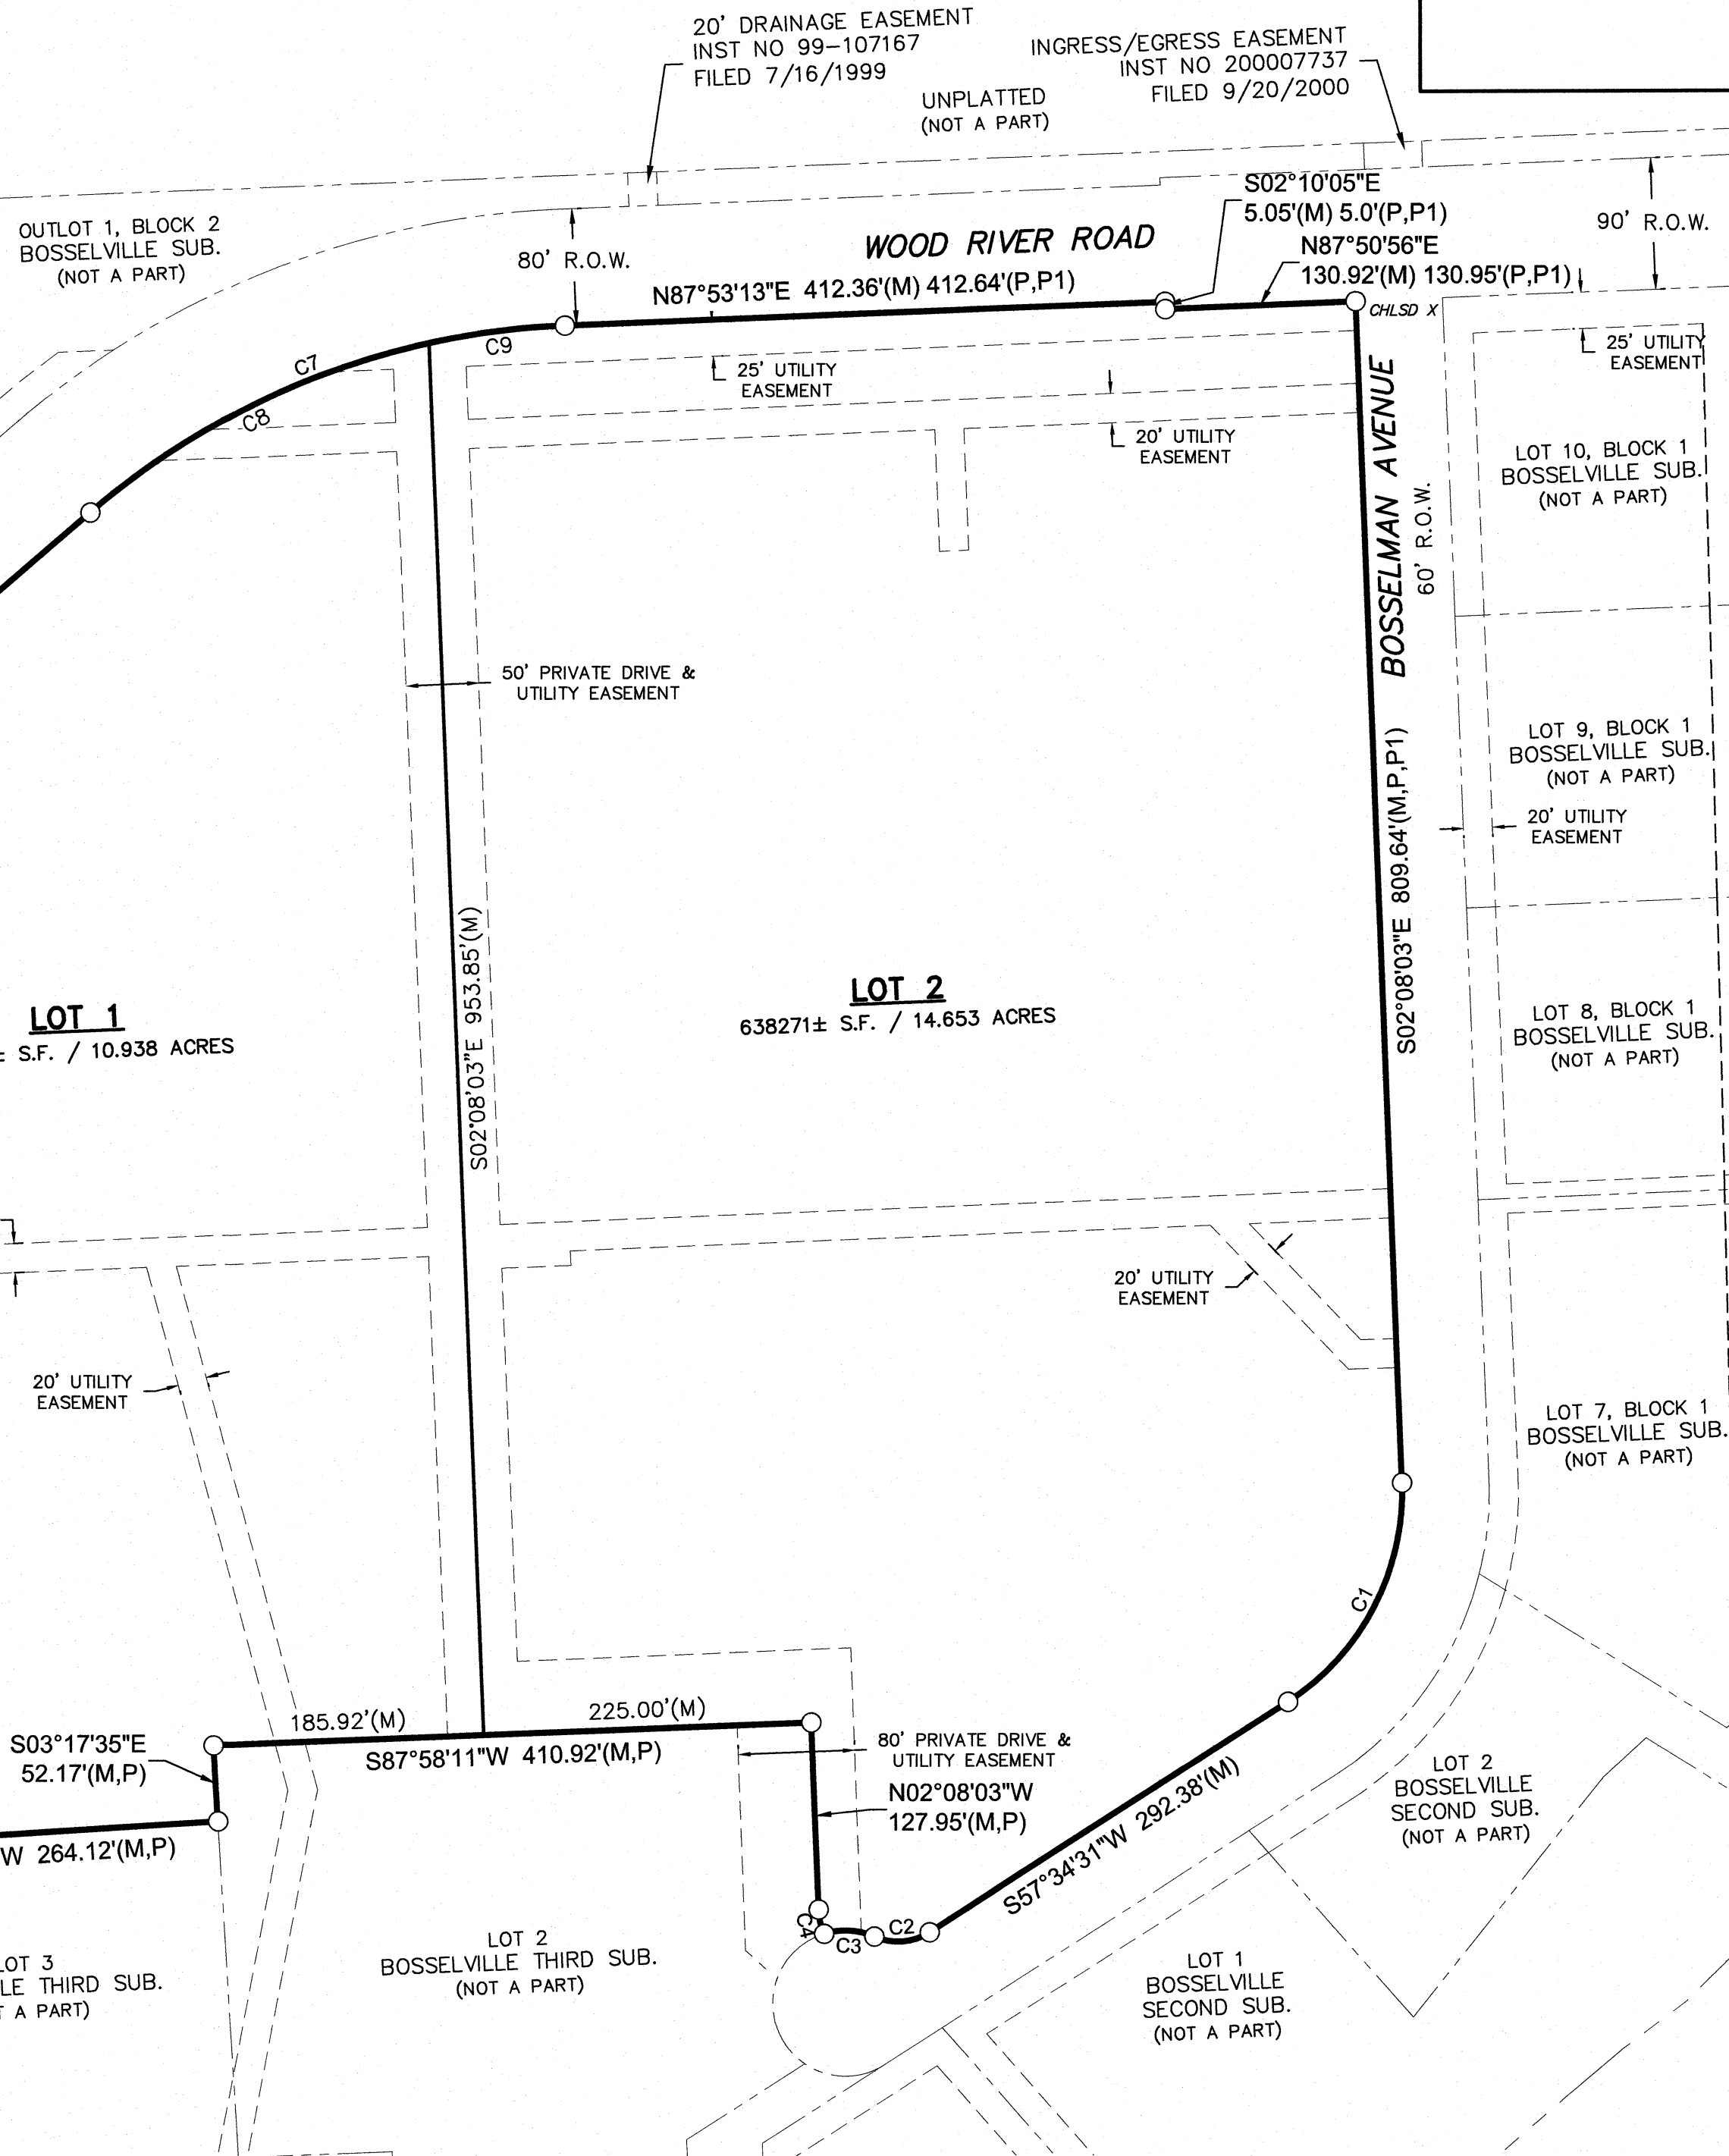 20' DRAINAGE EASEMENT
INST NO 99-107167
FILED 7/16/1999
INGRESS/EGRESS EASEMENT
INST NO 200007737
FILED 9/20/2000
UNPLATTED
(NOT A PART)
OUTLOT 1, BLOCK 2
BOSSELVILLE SUB.
(NOT A PART)
80' R.O.W.
WOOD RIVER ROAD
S02°10'05"E
5.05'(M) 5.0'(P,P1)
90' R.O.W.
N87°50'56"E
130.92'(M) 130.95'(P,P1)
N87°53'13"E 412.36'(M) 412.64'(P,P1)
CHLSD X
C9
C7
C8
25' UTILITY
EASEMENT
25' UTILITY
EASEMENT
20' UTILITY
EASEMENT
BOSSELMAN AVENUE
60' R.O.W.
LOT 10, BLOCK 1
BOSSELVILLE SUB.
(NOT A PART)
50' PRIVATE DRIVE &
UTILITY EASEMENT
LOT 9, BLOCK 1
BOSSELVILLE SUB.
(NOT A PART)
20' UTILITY
EASEMENT
S02°08'03"E 809.64'(M,P,P1)
S02°08'03"E 953.85'(M)
LOT 1
± S.F. / 10.938 ACRES
LOT 2
638271± S.F. / 14.653 ACRES
LOT 8, BLOCK 1
BOSSELVILLE SUB.
(NOT A PART)
20' UTILITY
EASEMENT
20' UTILITY
EASEMENT
LOT 7, BLOCK 1
BOSSELVILLE SUB.
(NOT A PART)
C1
185.92'(M)
225.00'(M)
S03°17'35"E
52.17'(M,P)
S87°58'11"W 410.92'(M,P)
80' PRIVATE DRIVE &
UTILITY EASEMENT
N02°08'03"W
127.95'(M,P)
W 264.12'(M,P)
S57°34'31"W 292.38'(M)
LOT 2
BOSSELVILLE
SECOND SUB.
(NOT A PART)
C4
C3
C2
LOT 2
BOSSELVILLE THIRD SUB.
(NOT A PART)
LOT 3
LLE THIRD SUB.
T A PART)
LOT 1
BOSSELVILLE
SECOND SUB.
(NOT A PART)